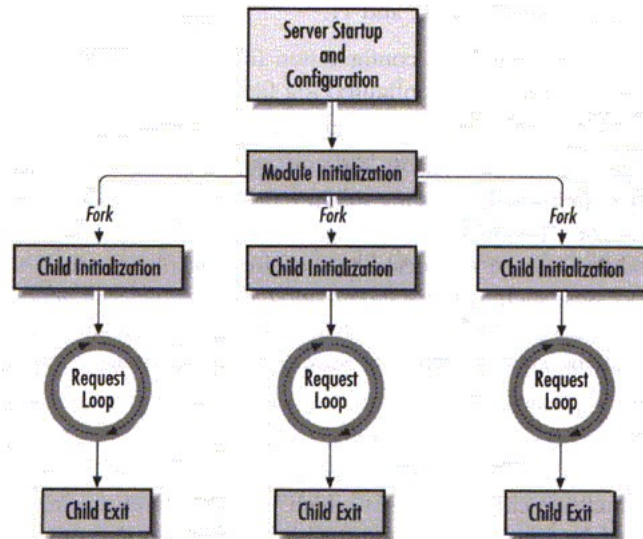 Server Startup
and
Configuration
Module Initialization
Fork
Fork
Fork
Child Initialization
Child Initialization
Child Initialization
Request
Loop
Request
Loop
Request
Loop
Child Exit
Child Exit
Child Exit